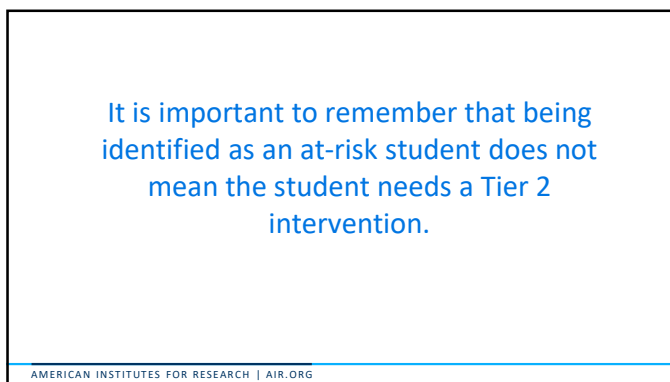 It is important to remember that being
identified as an at-risk student does not
mean the student needs a Tier 2
intervention.
AMERICAN INSTITUTES FOR RESEARCH | AIR.ORG